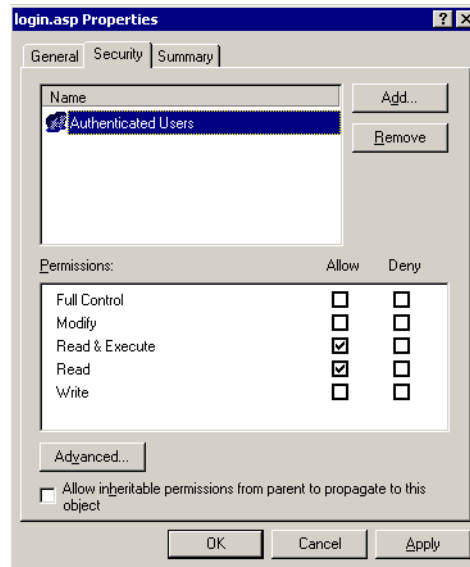 login.asp Properties
General Security Summary
Name
Authenticated Users
Add...
Remove
Permissions: Allow Deny
Full Control
Modify
Read & Execute
Read
Write
Advanced...
Allow inheritable permissions from parent to propagate to this
object
OK Cancel Apply